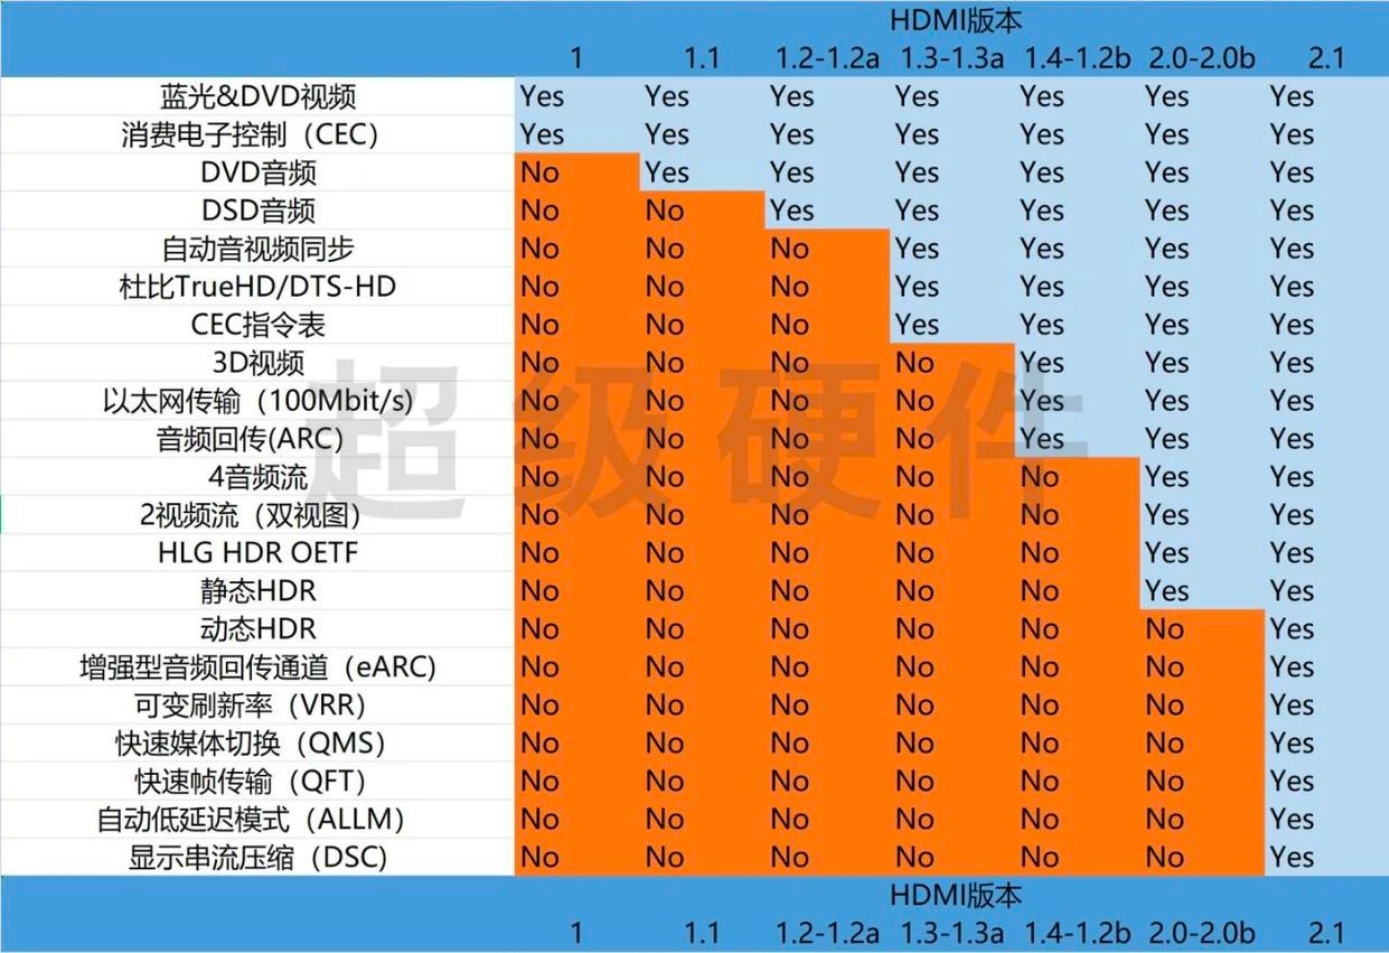 HDMI版本
1 1.1 1.2-1.2a 1.3-1.3a 1.4-1.2b 2.0-2.0b 2.1
蓝光&DVD视频 Yes Yes Yes Yes Yes Yes Yes
消费电子控制（CEC） Yes Yes Yes Yes Yes Yes Yes
DVD音频 No Yes Yes Yes Yes Yes Yes
DSD音频 No No Yes Yes Yes Yes Yes
自动音视频同步 No No No Yes Yes Yes Yes
杜比TrueHD/DTS-HD No No No Yes Yes Yes Yes
CEC指令表 No No No Yes Yes Yes Yes
3D视频 No No No No Yes Yes Yes
以太网传输（100Mbit/s) No No No No Yes Yes Yes
音频回传(ARC) No No No No Yes Yes Yes
超级硬件
4音频流 No No No No No Yes Yes
2视频流（双视图） No No No No No Yes Yes
HLG HDR OETF No No No No No Yes Yes
静态HDR No No No No No Yes Yes
动态HDR No No No No No No Yes
增强型音频回传通道（eARC) No No No No No No Yes
可变刷新率（VRR） No No No No No No Yes
快速媒体切换（QMS） No No No No No No Yes
快速帧传输（QFT） No No No No No No Yes
自动低延迟模式（ALLM） No No No No No No Yes
显示串流压缩（DSC) No No No No No No Yes
HDMI版本
1 1.1 1.2-1.2a 1.3-1.3a 1.4-1.2b 2.0-2.0b 2.1